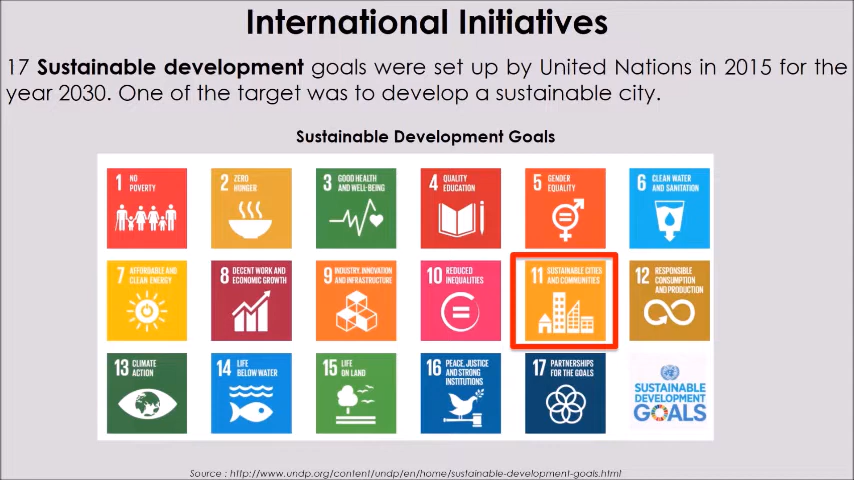 International Initiatives
17 Sustainable development goals were set up by United Nations in 2015 for the
year 2030. One of the target was to develop a sustainable city.
Sustainable Development Goals
1 NO
POVERTY
2 ZERO
HUNGER
3 GOOD HEALTH
AND WELL-BEING
4 QUALITY
EDUCATION
5 GENDER
EQUALITY
6 CLEAN WATER
AND SANITATION
7 AFFORDABLE AND
CLEAN ENERGY
8 DECENT WORK AND
ECONOMIC GROWTH
9 INDUSTRY, INNOVATION
AND INFRASTRUCTURE
10 REDUCED
INEQUALITIES
11 SUSTAINABLE CITIES
AND COMMUNITIES
12 RESPONSIBLE
CONSUMPTION
AND PRODUCTION
13 CLIMATE
ACTION
14 LIFE
BELOW WATER
15 LIFE
ON LAND
16 PEACE, JUSTICE
AND STRONG
INSTITUTIONS
17 PARTNERSHIPS
FOR THE GOALS
SUSTAINABLE
DEVELOPMENT
GOALS
Source : http://www.undp.org/content/undp/en/home/sustainable-development-goals.html